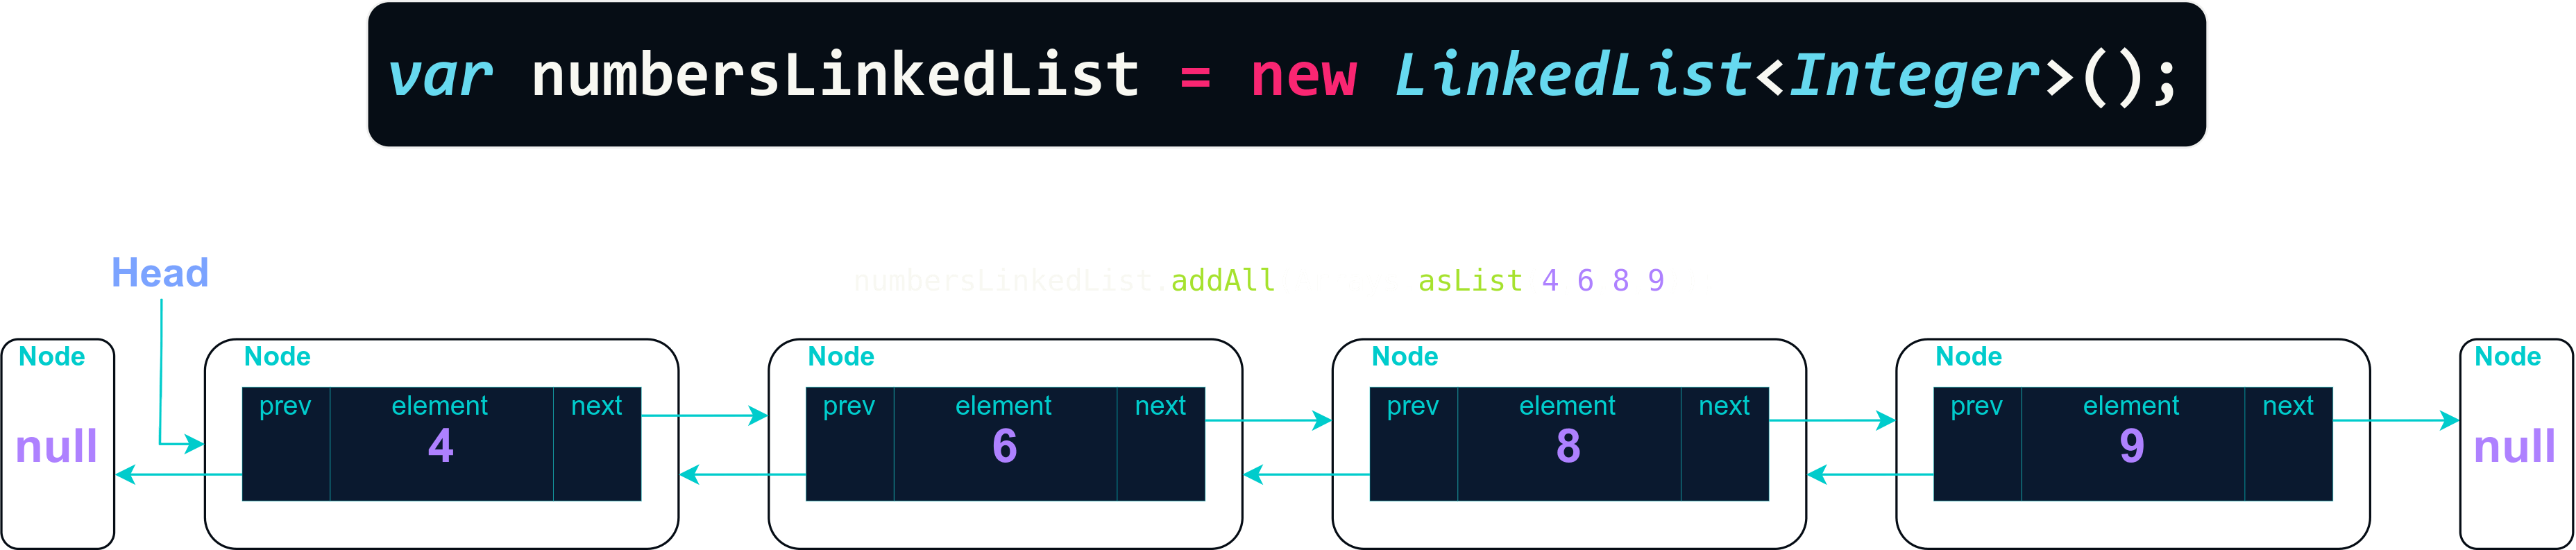 var numbersLinkedList = new LinkedList<Integer>();
Head
numbersLinkedList.addAll asList 4 6 8 9
Node Node Node Node Node Node
prev element next prev element next prev element next prev element next
null 4 6 8 9 null